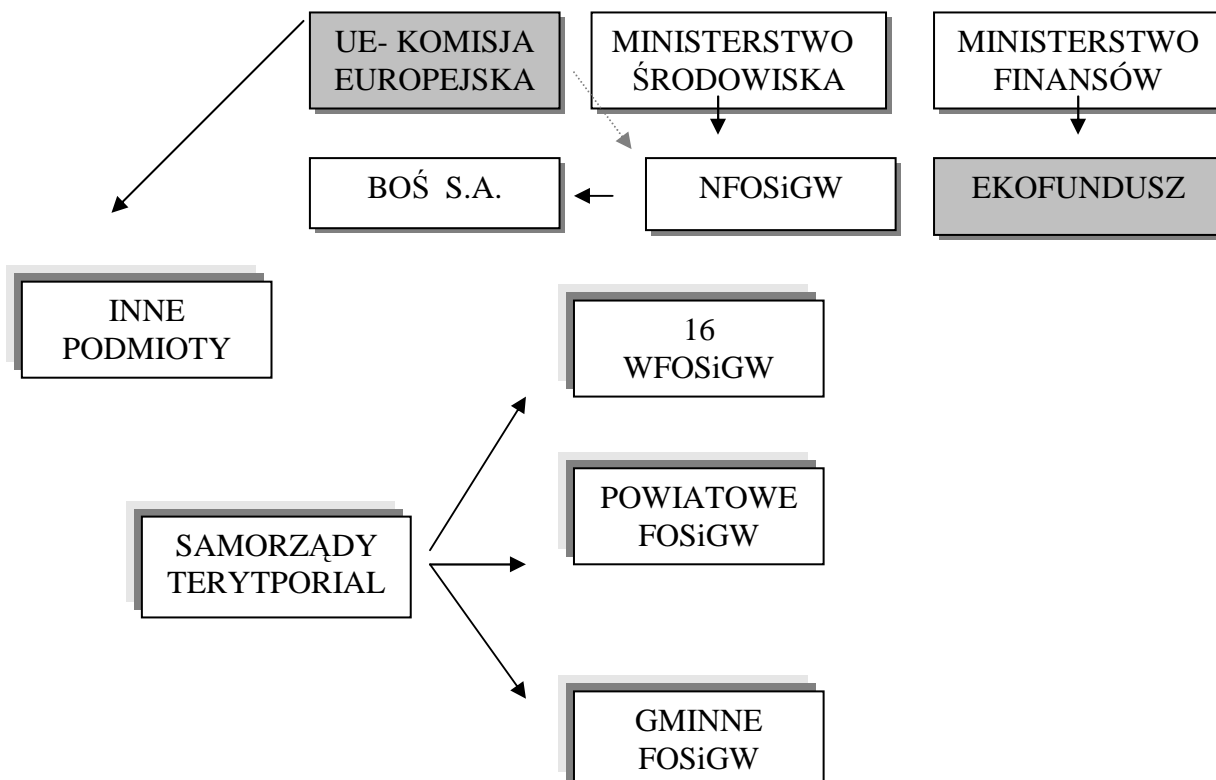 UE- KOMISJA
EUROPEJSKA
MINISTERSTWO
ŚRODOWISKA
MINISTERSTWO
FINANSÓW
BOŚ S.A.
NFOSiGW
EKOFUNDUSZ
INNE
PODMIOTY
16
WFOSiGW
POWIATOWE
FOSiGW
SAMORZĄDY
TERYTPORIAL
GMINNE
FOSiGW